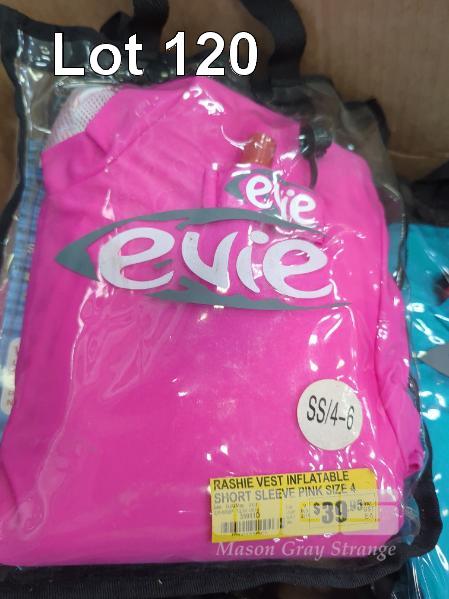 Lot 120
evie
evie
SS/4-6
RASHIE VEST INFLATABLE
SHORT SLEEVE PINK SIZE 4
$39.95
Mason Gray Strange